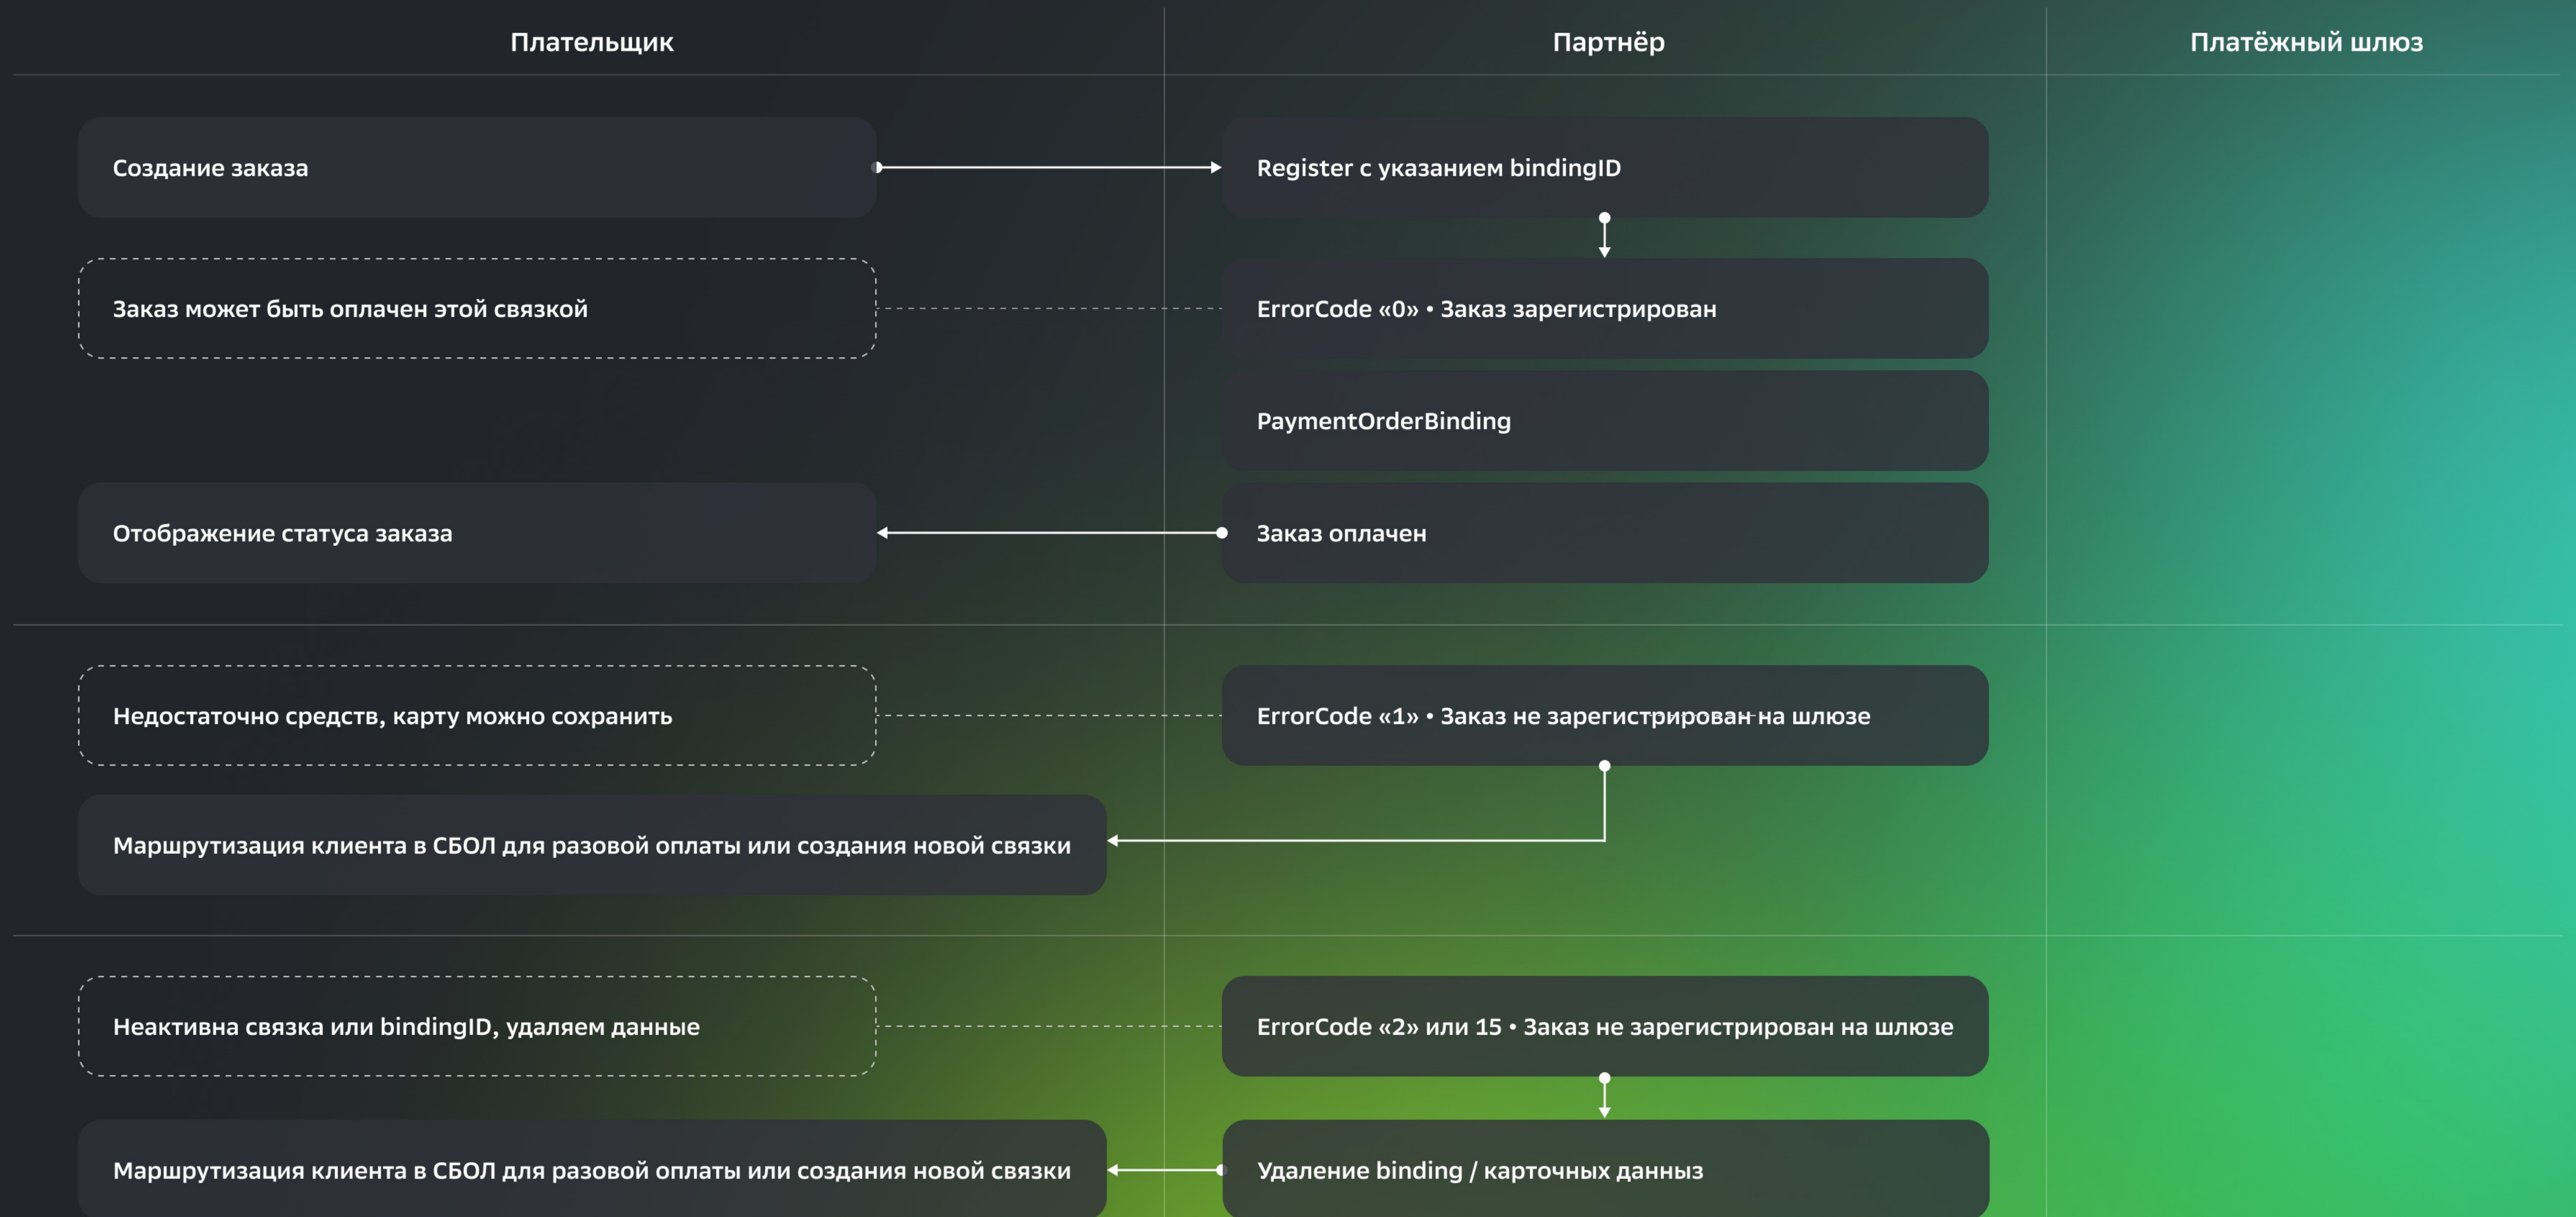 Плательщик
Партнёр
Платёжный шлюз
Создание заказа
Register с указанием bindingID
Заказ может быть оплачен этой связкой
ErrorCode «0» • Заказ зарегистрирован
PaymentOrderBinding
Отображение статуса заказа
Заказ оплачен
Недостаточно средств, карту можно сохранить
ErrorCode «1» • Заказ не зарегистрирован на шлюзе
Маршрутизация клиента в СБОЛ для разовой оплаты или создания новой связки
Неактивна связка или bindingID, удаляем данные
ErrorCode «2» или 15 • Заказ не зарегистрирован на шлюзе
Маршрутизация клиента в СБОЛ для разовой оплаты или создания новой связки
Удаление binding / карточных данныз